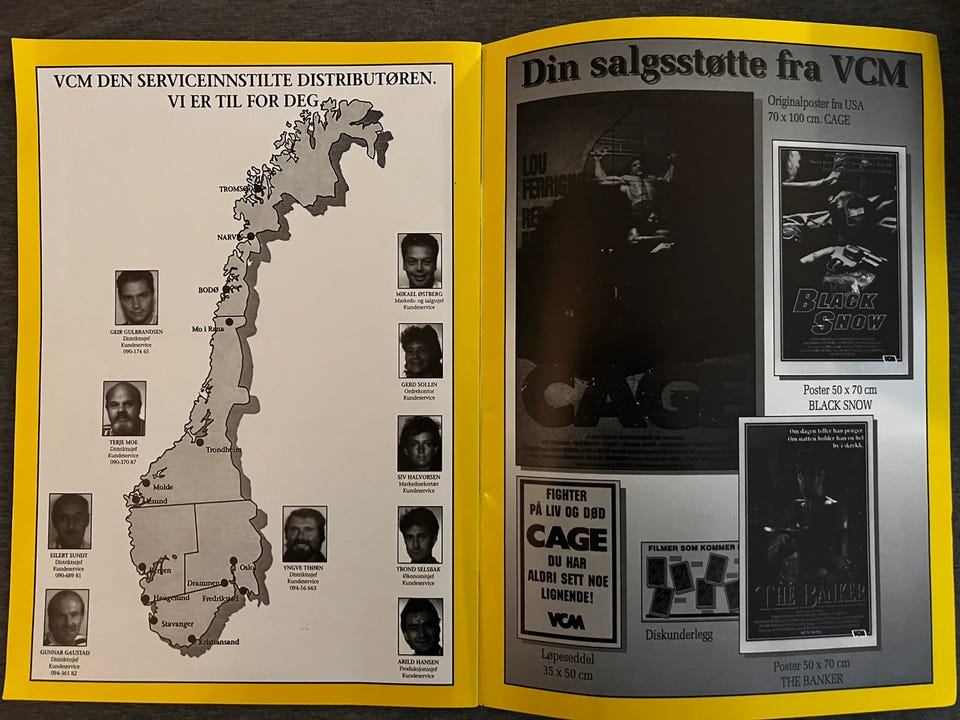 VCM DEN SERVICEINNSTILTE DISTRIBUTØREN.
VI ER TIL FOR DEG.
TROMSØ
NARVIK
BODØ
Mo i Rana
Trondheim
Molde
Ålesund
Bergen
Oslo
Drammen
Haugesund
Fredrikstad
Stavanger
Kristiansand
GEIR GULBRANDSEN
Distriktsjef
Kundeservice
090-174 65
TERJE MOE
Distriktsjef
Kundeservice
090-370 87
EILERT SUNDT
Distriktsjef
Kundeservice
090-689 81
GUNNAR GAUSTAD
Distriktsjef
Kundeservice
094-361 82
YNGVE THØRN
Distriktsjef
Kundeservice
094-56 663
MIKAEL ØSTBERG
Markeds- og salgssjef
Kundeservice
GERD SOLLIN
Ordrekontor
Kundeservice
SIV HALVORSEN
Markedssekretær
Kundeservice
TROND SELSBAK
Økonomisjef
Kundeservice
ARILD HANSEN
Produksjonssjef
Kundeservice
Din salgsstøtte fra VCM
Originalposter fra USA
70 x 100 cm. CAGE
LOU
FERRIGNO
CAGE
BLACK
SNOW
Poster 50 x 70 cm
BLACK SNOW
FIGHTER
PÅ LIV OG DØD
CAGE
DU HAR
ALDRI SETT NOE
LIGNENDE!
VCM
Løpeseddel
35 x 50 cm
FILMER SOM KOMMER
Diskunderlegg
Om dagen teller han penger.
Om natten holder han en hel
by i skrekk.
THE BANKER
Poster 50 x 70 cm
THE BANKER